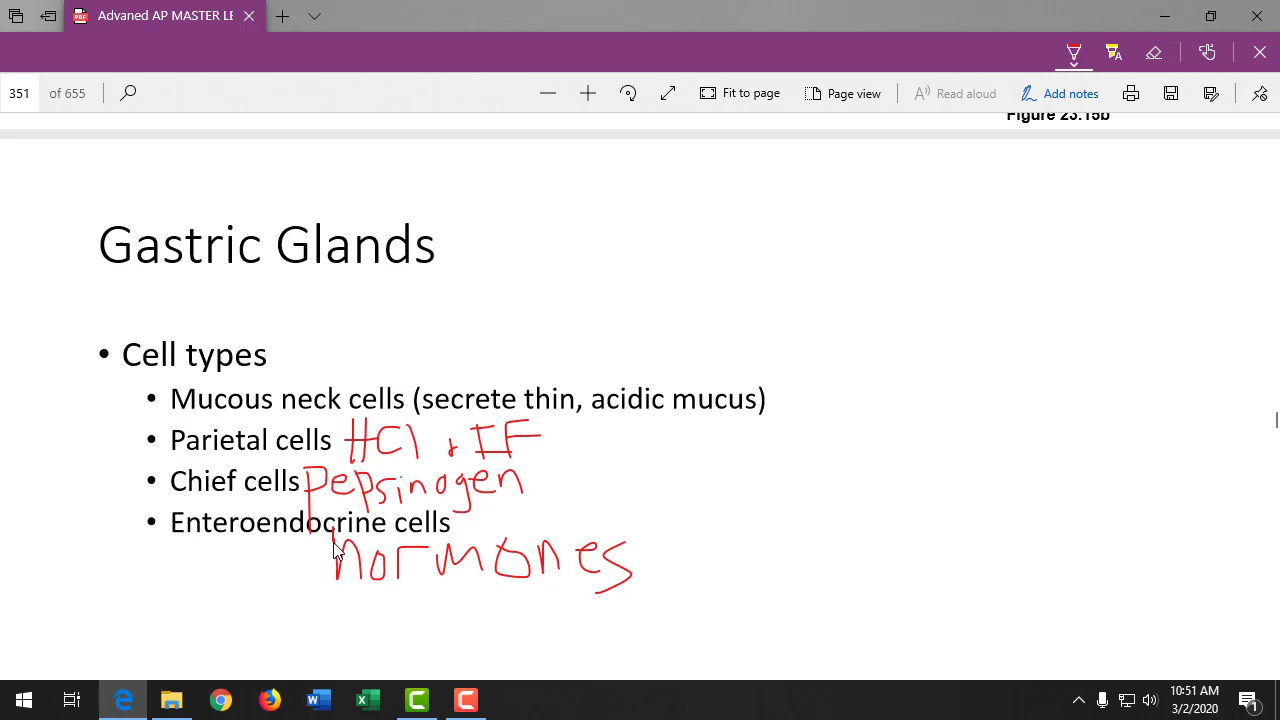 Advaned AP MASTER LE
351 of 655
Fit to page
Page view
Read aloud
Add notes
Figure 23.15b
Gastric Glands
• Cell types
• Mucous neck cells (secrete thin, acidic mucus)
• Parietal cells HCl + IF
• Chief cells pepsinogen
• Enteroendocrine cells
hormones
10:51 AM
3/2/2020